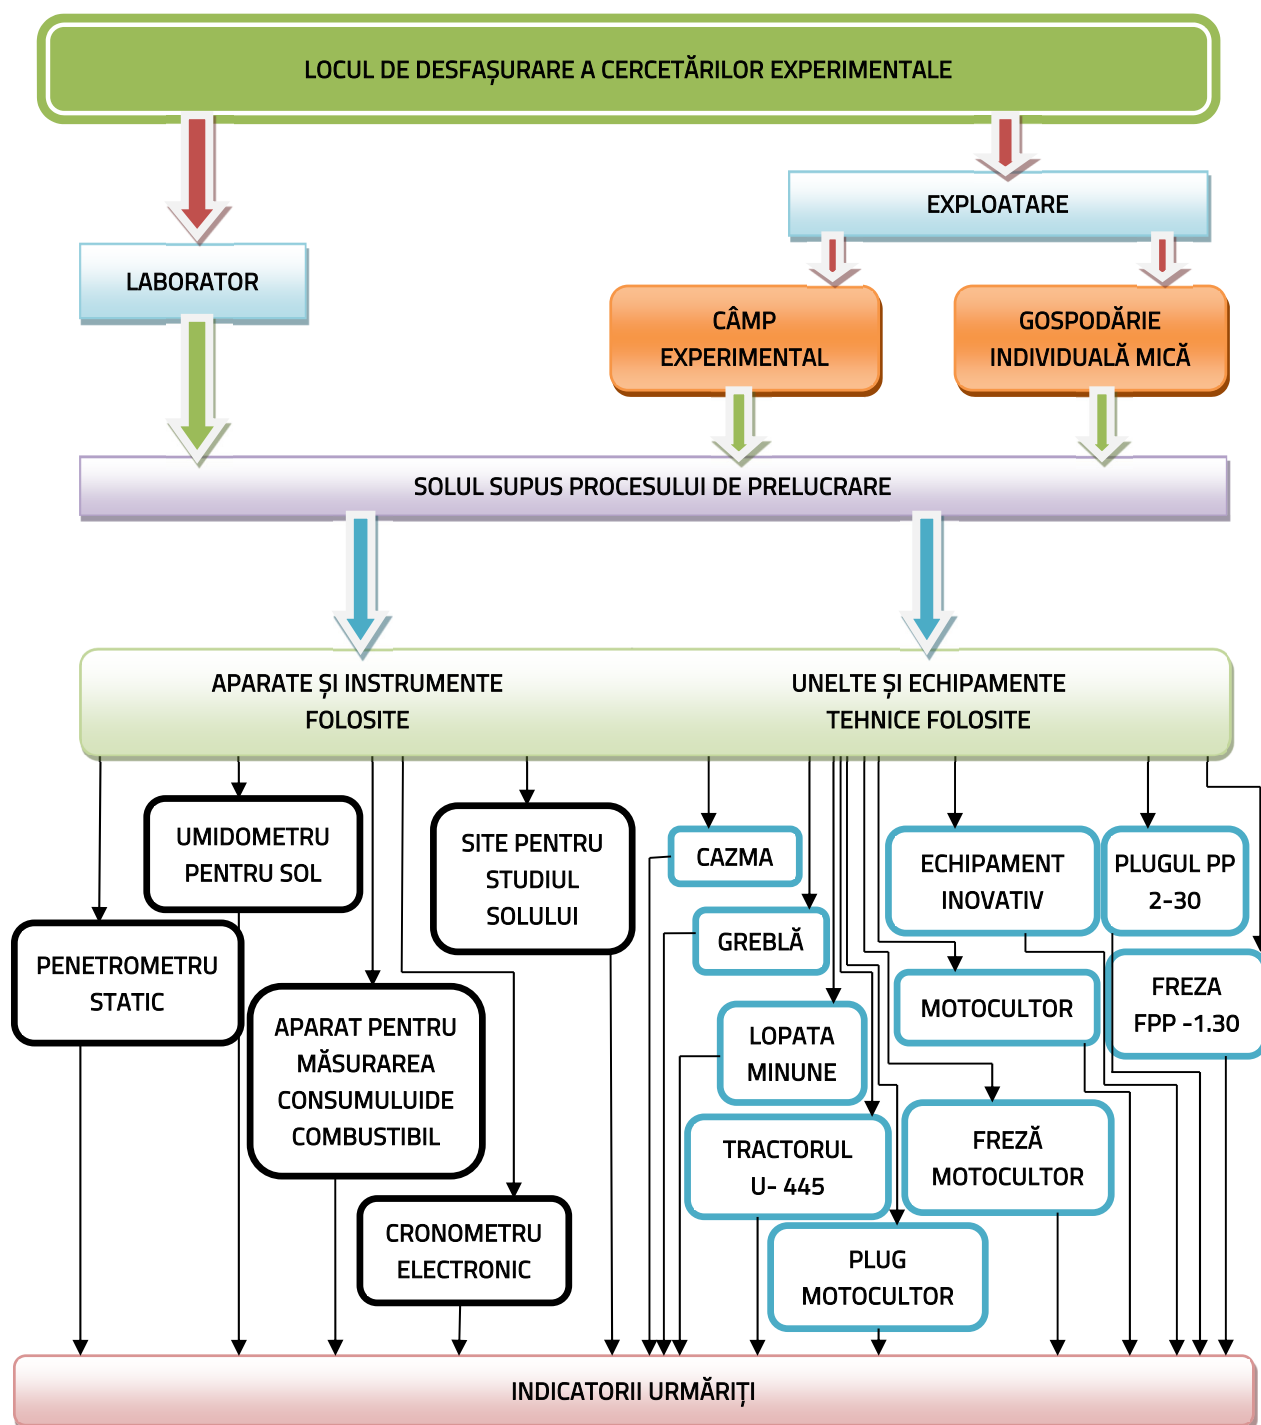 LOCUL DE DESFAȘURARE A CERCETĂRILOR EXPERIMENTALE
EXPLOATARE
LABORATOR
CÂMP
EXPERIMENTAL
GOSPODĂRIE
INDIVIDUALĂ MICĂ
SOLUL SUPUS PROCESULUI DE PRELUCRARE
APARATE ȘI INSTRUMENTE
FOLOSITE
UNELTE ȘI ECHIPAMENTE
TEHNICE FOLOSITE
UMIDOMETRU
PENTRU SOL
SITE PENTRU
STUDIUL
SOLULUI
CAZMA
ECHIPAMENT
INOVATIV
PLUGUL PP
2-30
GREBLĂ
PENETROMETRU
STATIC
MOTOCULTOR
FREZA
FPP -1.30
APARAT PENTRU
MĂSURAREA
CONSUMULUIDE
COMBUSTIBIL
LOPATA
MINUNE
TRACTORUL
U- 445
FREZĂ
MOTOCULTOR
CRONOMETRU
ELECTRONIC
PLUG
MOTOCULTOR
INDICATORII URMĂRIȚI